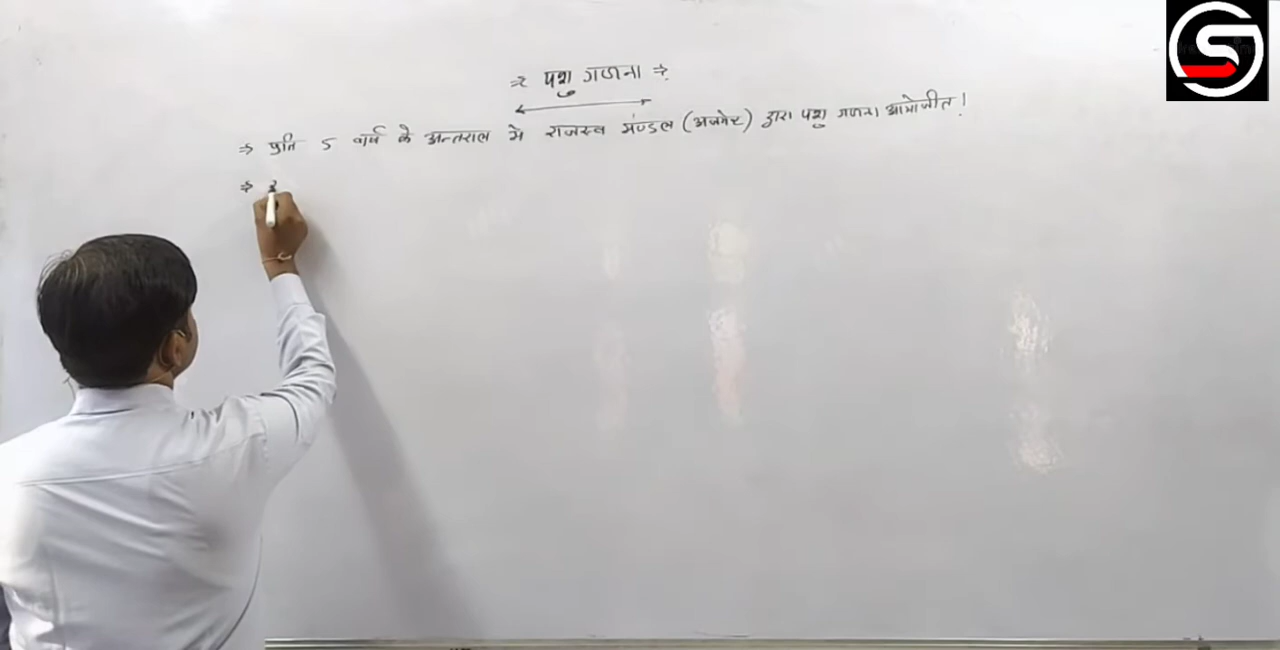 ⇒ पशु गणना ⇒
⇒ प्रति 5 वर्ष के अन्तराल में राजस्व मंण्डल (अजमेर) द्वारा पशु गणना आयोजीत।
⇒